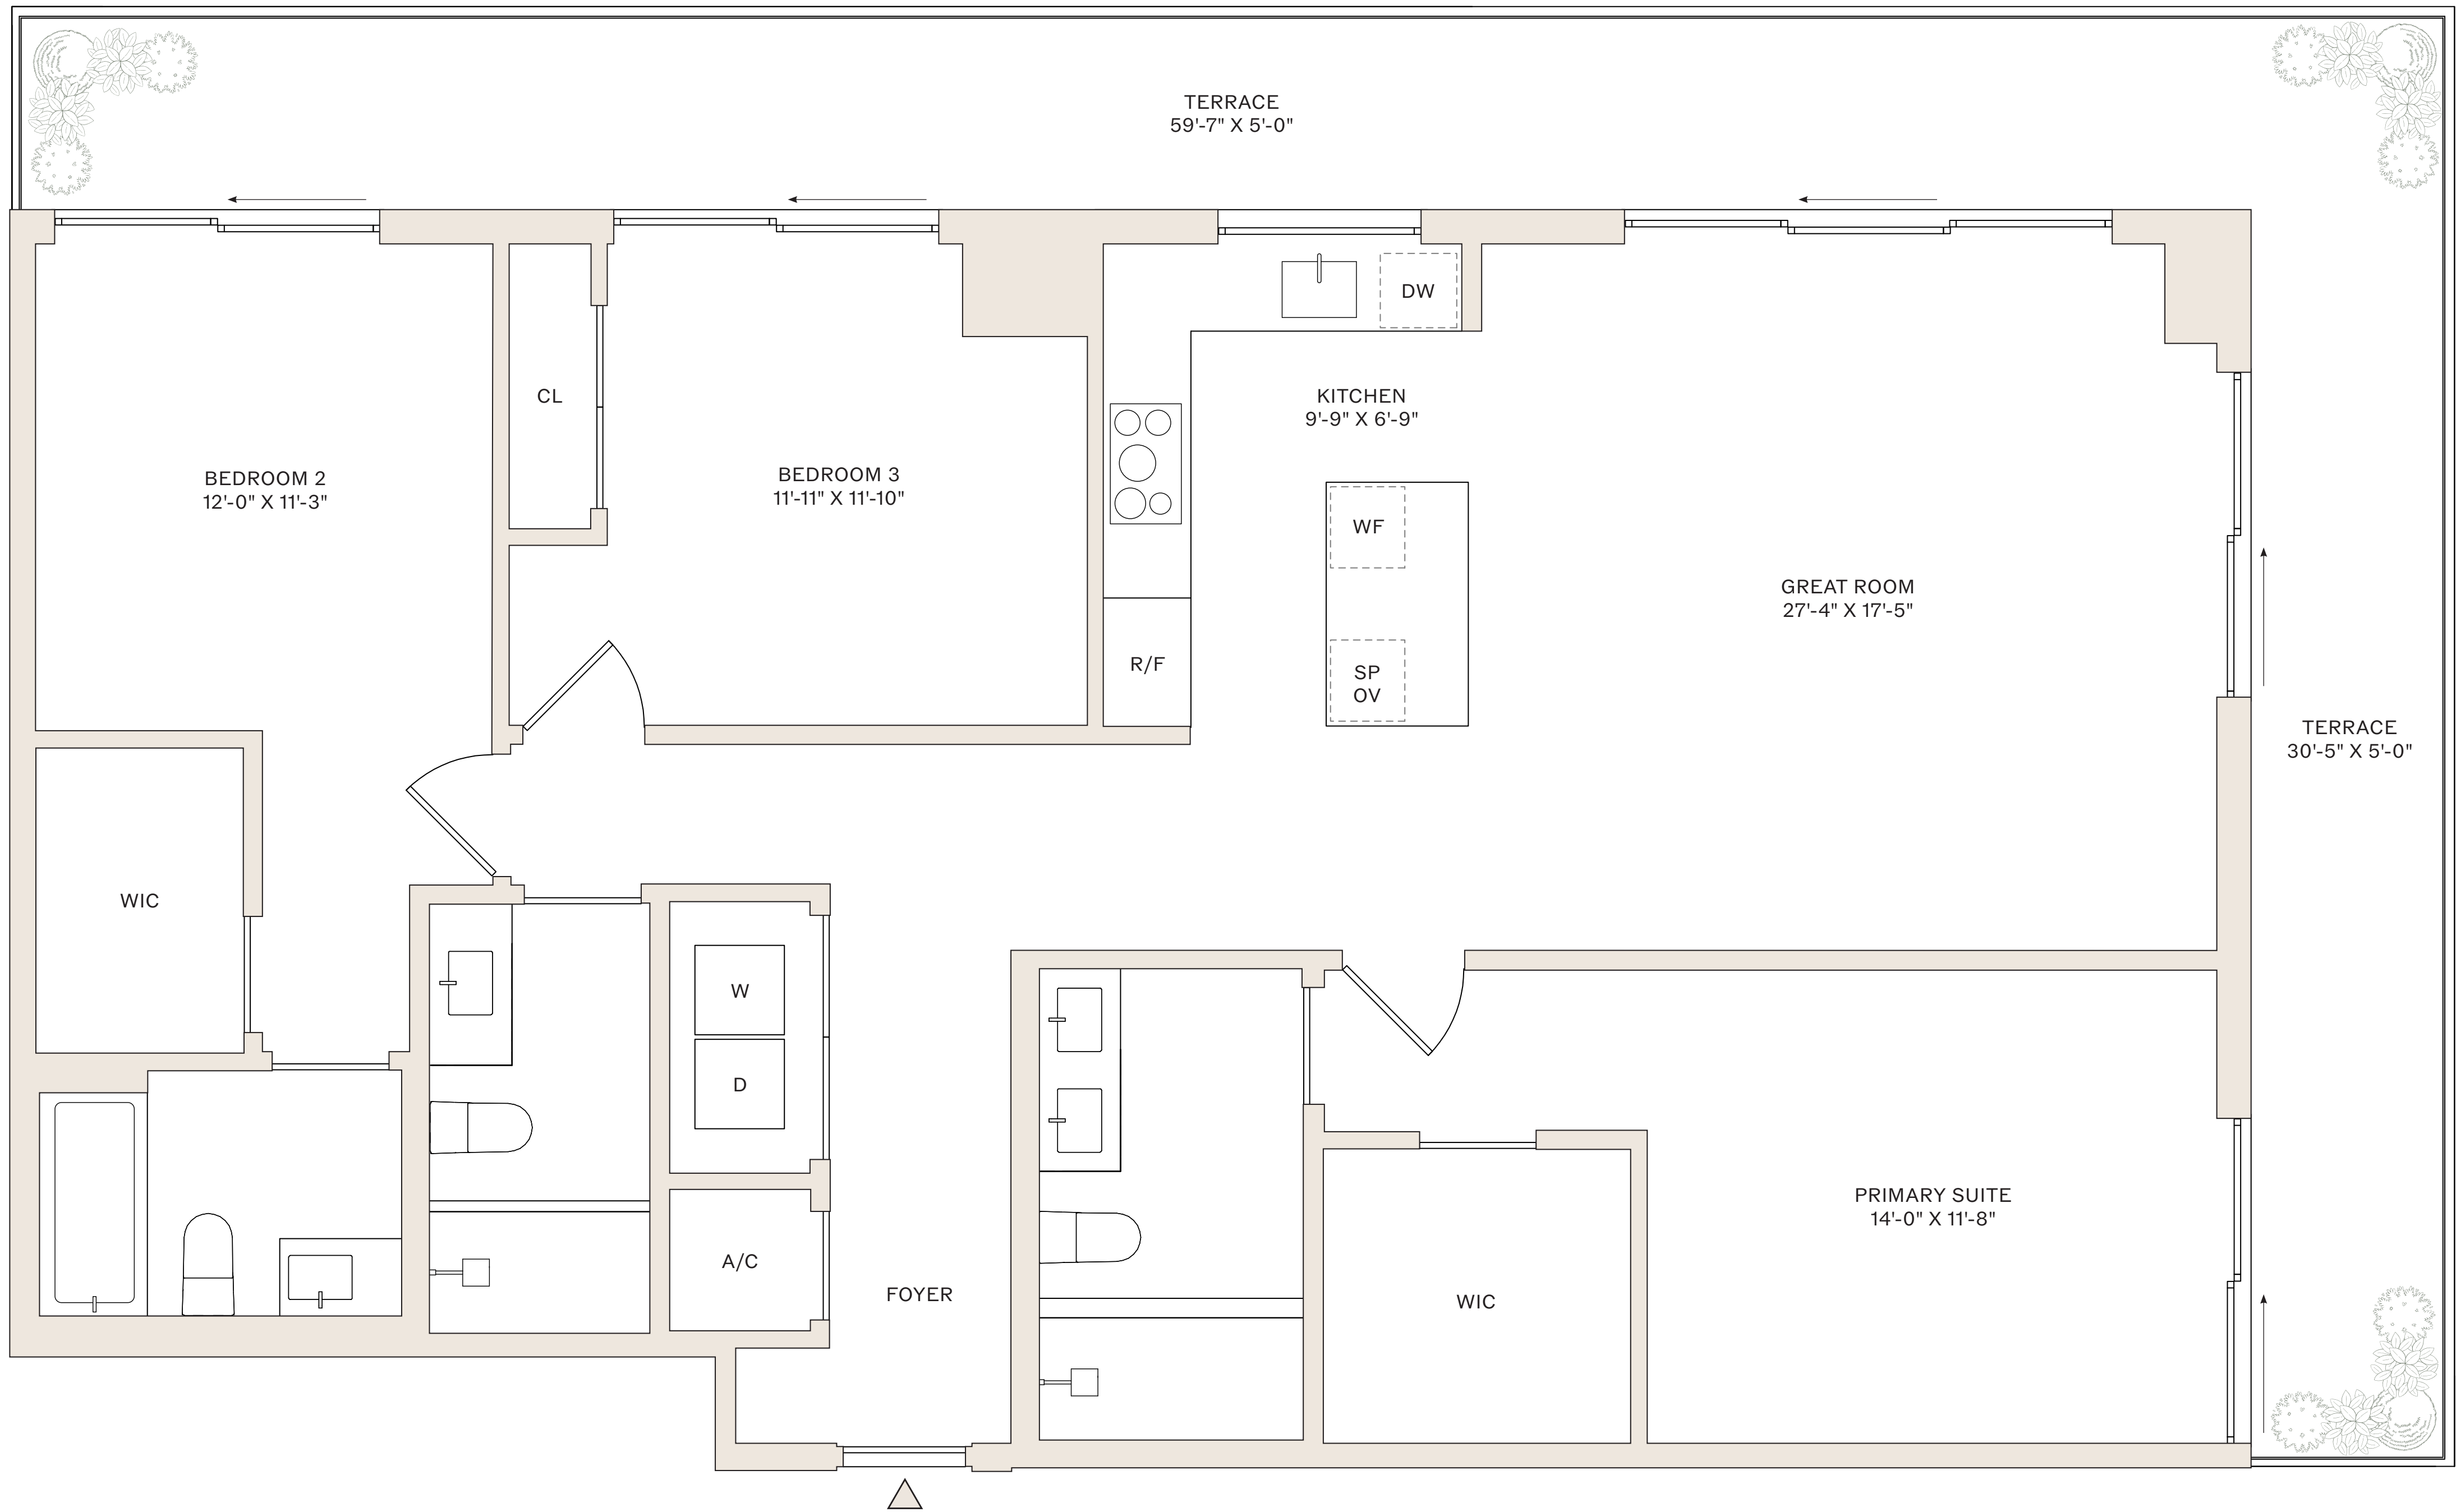 TERRACE
59'-7" X 5'-0"
DW
CL
KITCHEN
9'-9" X 6'-9"
BEDROOM 2
12'-0" X 11'-3"
BEDROOM 3
11'-11" X 11'-10"
WF
GREAT ROOM
27'-4" X 17'-5"
R/F
SP
OV
TERRACE
30'-5" X 5'-0"
WIC
W
D
PRIMARY SUITE
14'-0" X 11'-8"
A/C
FOYER
WIC